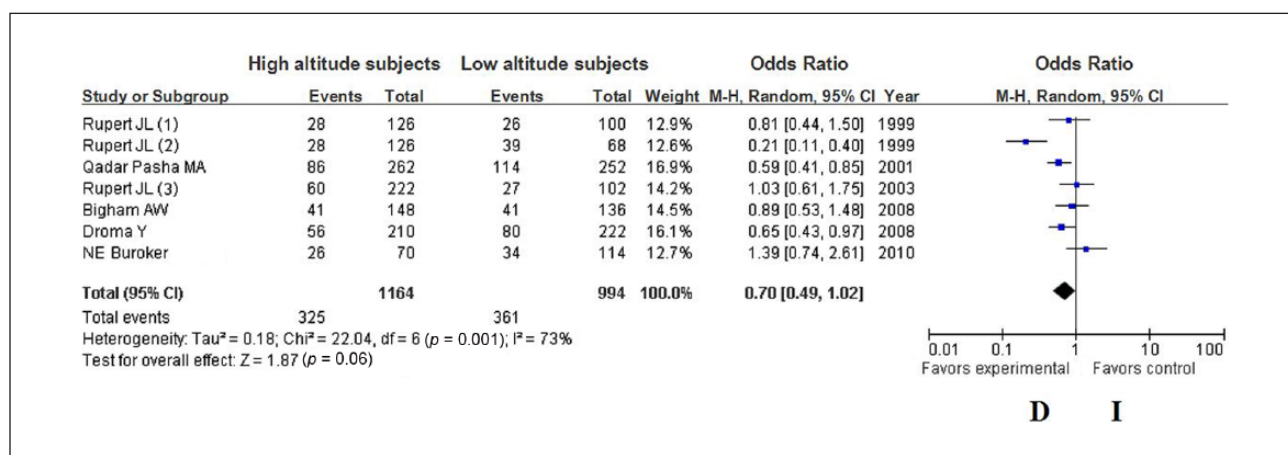 High altitude subjects Low altitude subjects Odds Ratio Odds Ratio
Study or Subgroup Events Total Events Total Weight M-H, Random, 95% CI Year M-H, Random, 95% CI
Rupert JL (1) 28 126 26 100 12.9% 0.81 [0.44, 1.50] 1999
Rupert JL (2) 28 126 39 68 12.6% 0.21 [0.11, 0.40] 1999
Qadar Pasha MA 86 262 114 252 16.9% 0.59 [0.41, 0.85] 2001
Rupert JL (3) 60 222 27 102 14.2% 1.03 [0.61, 1.75] 2003
Bigham AW 41 148 41 136 14.5% 0.89 [0.53, 1.48] 2008
Droma Y 56 210 80 222 16.1% 0.65 [0.43, 0.97] 2008
NE Buroker 26 70 34 114 12.7% 1.39 [0.74, 2.61] 2010
Total (95% CI) 1164 994 100.0% 0.70 [0.49, 1.02]
Total events 325 361
Heterogeneity: Tau² = 0.18; Chi² = 22.04, df = 6 (p = 0.001); I² = 73%
Test for overall effect: Z = 1.87 (p = 0.06)
0.01 0.1 1 10 100
Favors experimental Favors control
D I